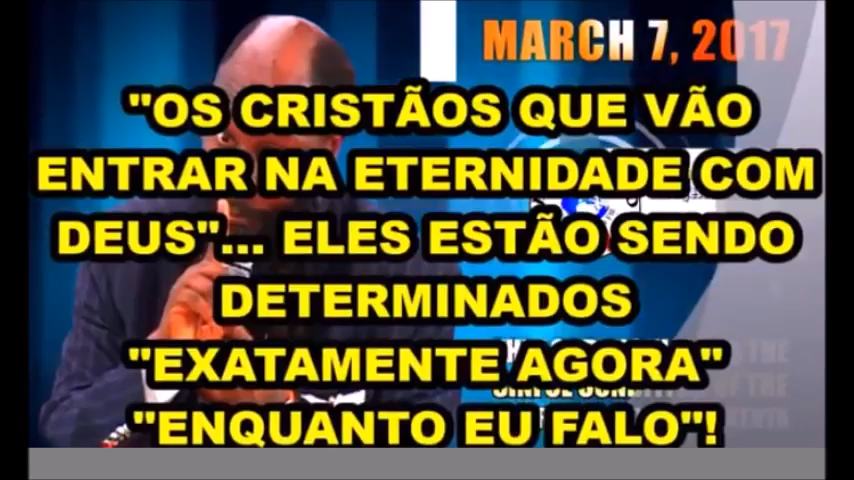 MARCH 7, 2017
"OS CRISTÃOS QUE VÃO
ENTRAR NA ETERNIDADE COM
DEUS"... ELES ESTÃO SENDO
DETERMINADOS
"EXATAMENTE AGORA"
"ENQUANTO EU FALO"!